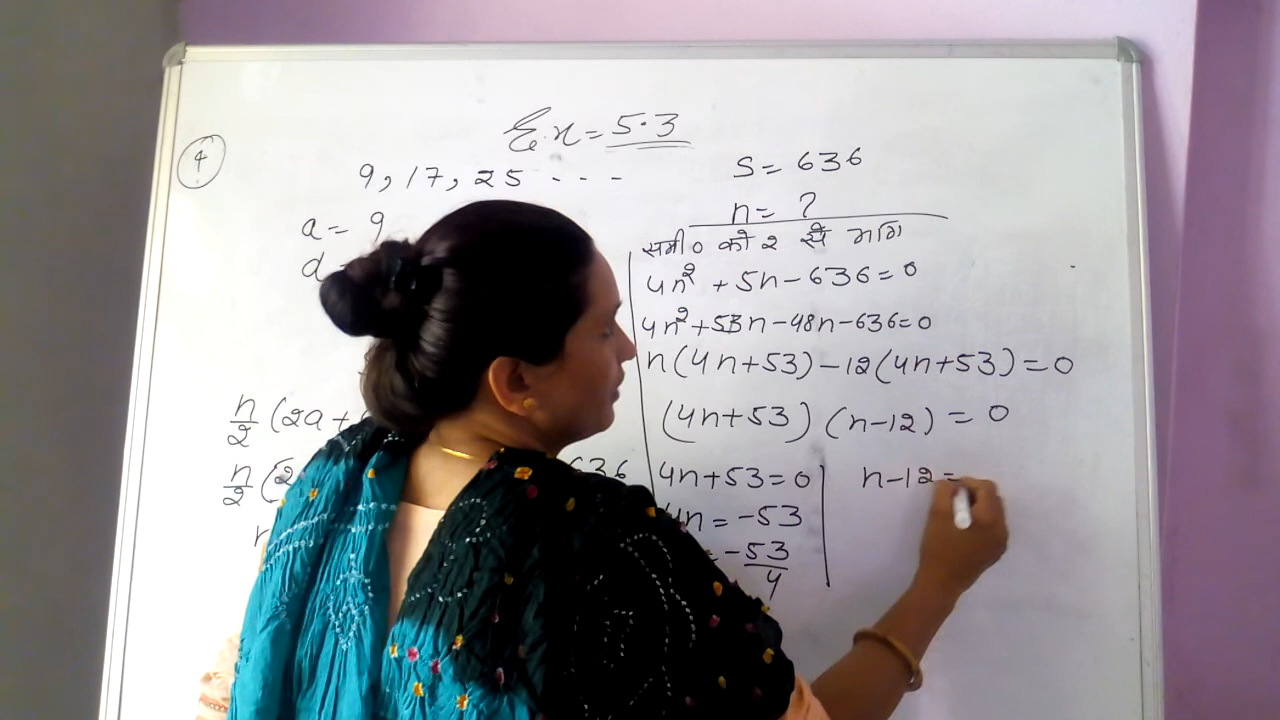 Ex = 5.3
4
9, 17, 25 - - -
a = 9
d
n/2 (2a +
n/2 (2
636
S = 636
n = ?
समी० को 2 से भाग
4n² + 5n - 636 = 0
4n² + 53n - 48n - 636 = 0
n(4n + 53) - 12(4n + 53) = 0
(4n + 53) (n - 12) = 0
4n + 53 = 0
4n = -53
= -53/4
n - 12 =